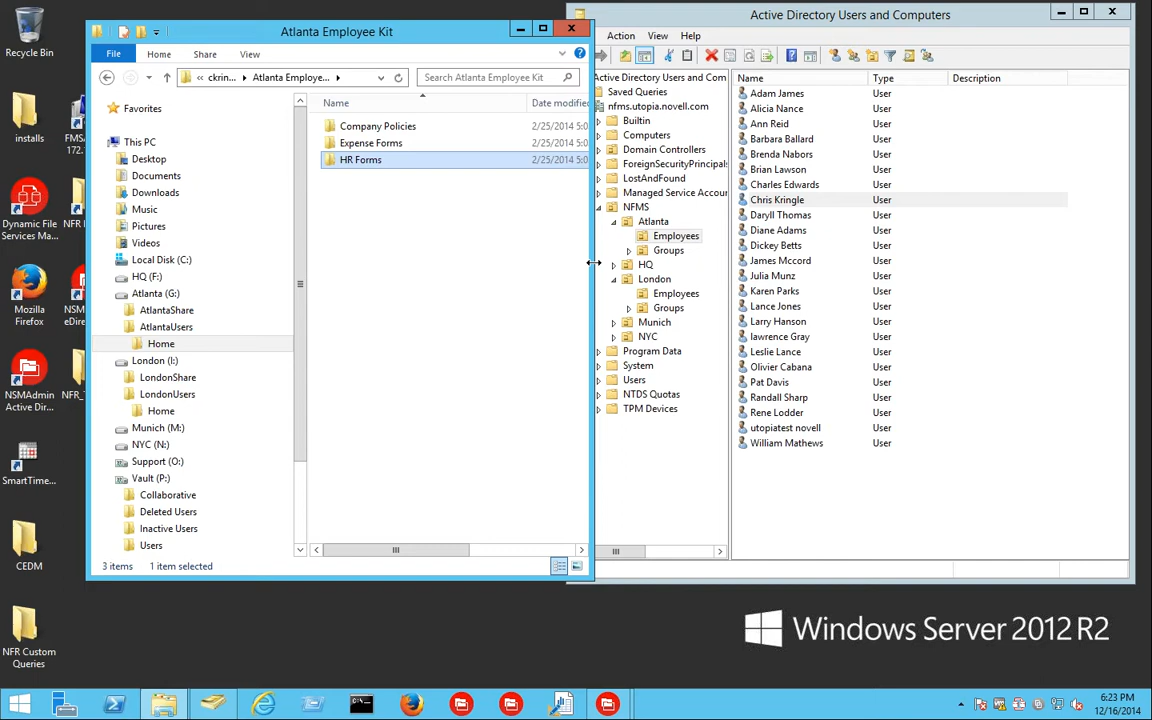 Recycle Bin
installs
FMSA
172.
Dynamic File
Services Ma...
NFR
Mozilla
Firefox
NSM
eDire
NSMAdmin
Active Dir...
NFR_T
SmartTime...
CEDM
NFR Custom
Queries
Atlanta Employee Kit
File
Home
Share
View
ckrin...
Atlanta Employe...
Search Atlanta Employee Kit
Favorites
This PC
Desktop
Documents
Downloads
Music
Pictures
Videos
Local Disk (C:)
HQ (F:)
Atlanta (G:)
AtlantaShare
AtlantaUsers
Home
London (I:)
LondonShare
LondonUsers
Home
Munich (M:)
NYC (N:)
Support (O:)
Vault (P:)
Collaborative
Deleted Users
Inactive Users
Users
Name
Date modified
Company Policies
2/25/2014 5:0
Expense Forms
2/25/2014 5:0
HR Forms
2/25/2014 5:0
3 items
1 item selected
Active Directory Users and Computers
Action
View
Help
Active Directory Users and Com
Saved Queries
nfms.utopia.novell.com
Builtin
Computers
Domain Controllers
ForeignSecurityPrincipals
LostAndFound
Managed Service Accour
NFMS
Atlanta
Employees
Groups
HQ
London
Employees
Groups
Munich
NYC
Program Data
System
Users
NTDS Quotas
TPM Devices
Name
Type
Description
Adam James
User
Alicia Nance
User
Ann Reid
User
Barbara Ballard
User
Brenda Nabors
User
Brian Lawson
User
Charles Edwards
User
Chris Kringle
User
Daryll Thomas
User
Diane Adams
User
Dickey Betts
User
James Mccord
User
Julia Munz
User
Karen Parks
User
Lance Jones
User
Larry Hanson
User
lawrence Gray
User
Leslie Lance
User
Olivier Cabana
User
Pat Davis
User
Randall Sharp
User
Rene Lodder
User
utopiatest novell
User
William Mathews
User
Windows Server 2012 R2
6:23 PM
12/16/2014